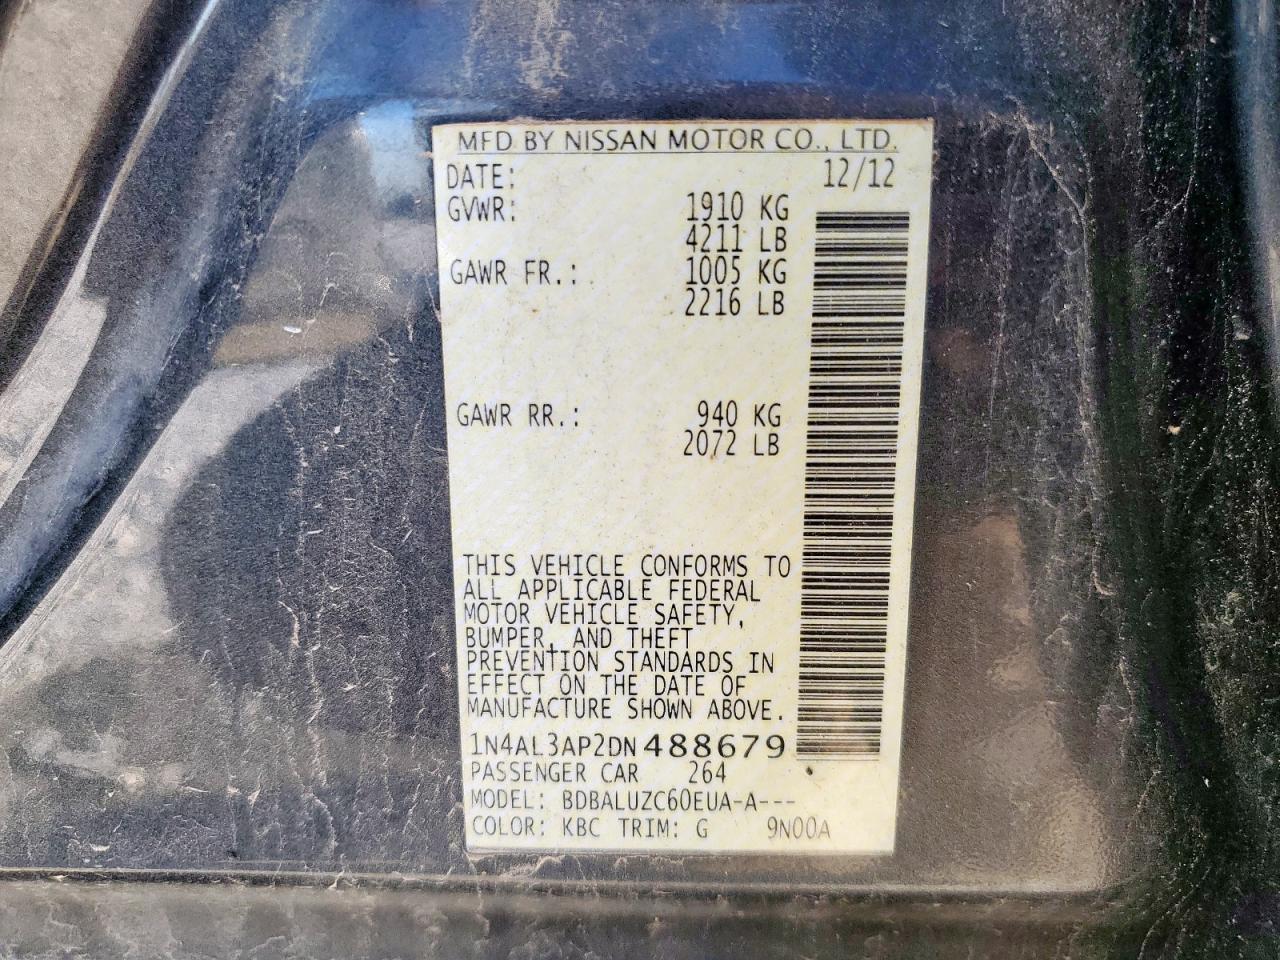 MFD BY NISSAN MOTOR CO., LTD.
DATE: 12/12
GVWR: 1910 KG
4211 LB
GAWR FR.: 1005 KG
2216 LB
GAWR RR.: 940 KG
2072 LB
THIS VEHICLE CONFORMS TO
ALL APPLICABLE FEDERAL
MOTOR VEHICLE SAFETY,
BUMPER, AND THEFT
PREVENTION STANDARDS IN
EFFECT ON THE DATE OF
MANUFACTURE SHOWN ABOVE.
1N4AL3AP2DN488679
PASSENGER CAR 264
MODEL: BDBALUZC60EUA-A---
COLOR: KBC TRIM: G 9N00A